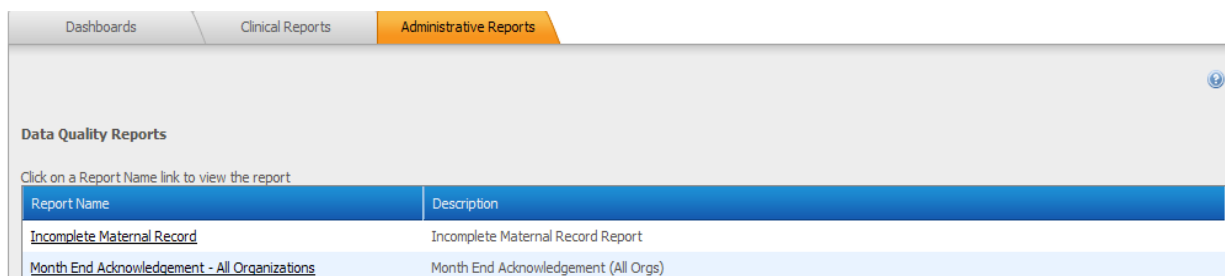 Dashboards Clinical Reports Administrative Reports
Data Quality Reports
Click on a Report Name link to view the report
Report Name Description
Incomplete Maternal Record Incomplete Maternal Record Report
Month End Acknowledgement - All Organizations Month End Acknowledgement (All Orgs)